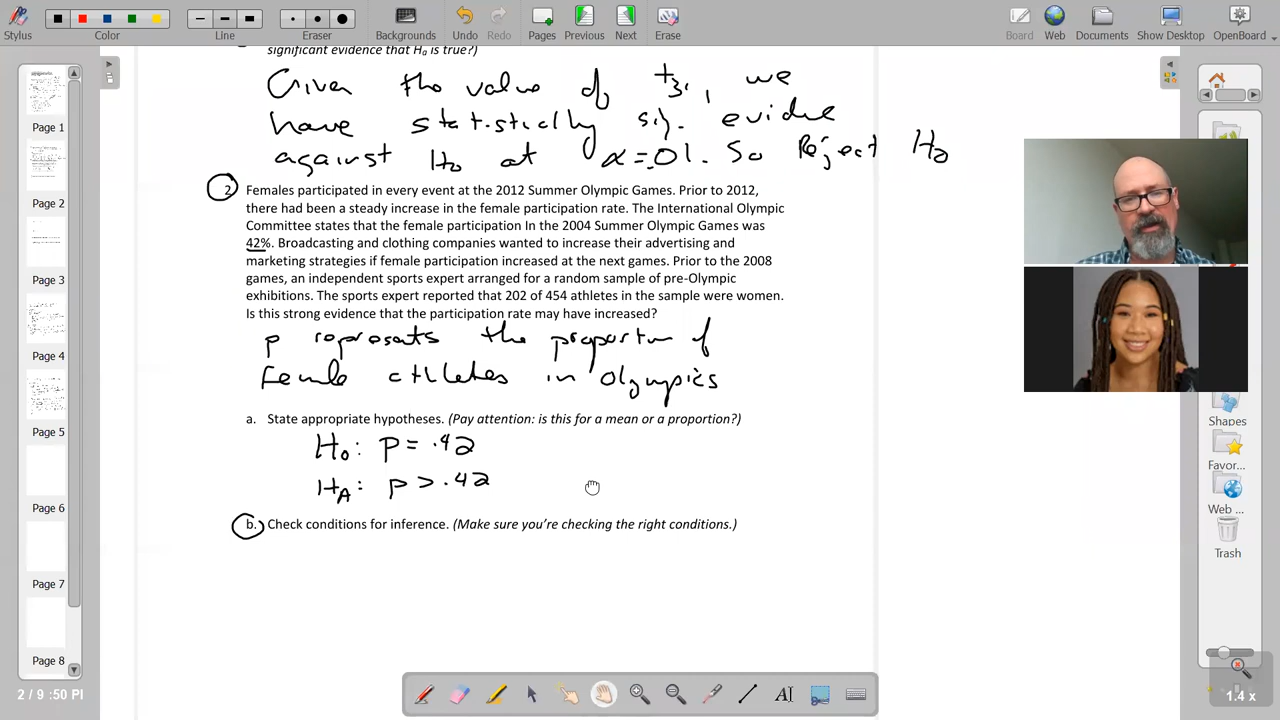 Stylus
Color
Line
Eraser
Backgrounds
Undo
Redo
Pages
Previous
Next
Erase
Board
Web
Documents
Show Desktop
OpenBoard
significant evidence that Ha is true?)
Given the value of t31, we
have statistically sig. evidence
against H0 at α=.01. So Reject H0
2. Females participated in every event at the 2012 Summer Olympic Games. Prior to 2012,
there had been a steady increase in the female participation rate. The International Olympic
Committee states that the female participation In the 2004 Summer Olympic Games was
42%. Broadcasting and clothing companies wanted to increase their advertising and
marketing strategies if female participation increased at the next games. Prior to the 2008
games, an independent sports expert arranged for a random sample of pre-Olympic
exhibitions. The sports expert reported that 202 of 454 athletes in the sample were women.
Is this strong evidence that the participation rate may have increased?
p represents the proportion of
Female athletes in Olympics
a. State appropriate hypotheses. (Pay attention: is this for a mean or a proportion?)
H0: p = .42
HA: p > .42
b. Check conditions for inference. (Make sure you're checking the right conditions.)
Page 1
Page 2
Page 3
Page 4
Page 5
Page 6
Page 7
Page 8
2 / 9 :50 PI
Shapes
Favor...
Web ...
Trash
1.4 x